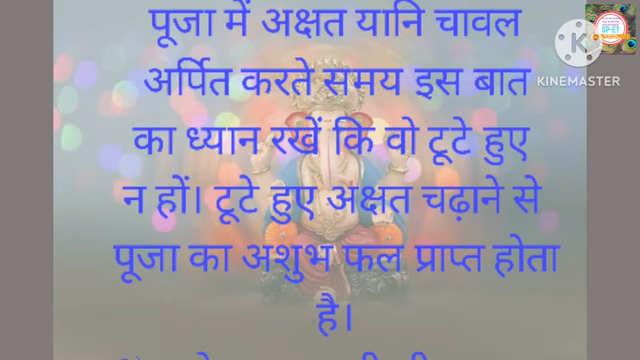 पूजा में अक्षत यानि चावल
अर्पित करते समय इस बात
का ध्यान रखें कि वो टूटे हुए
न हों। टूटे हुए अक्षत चढ़ाने से
पूजा का अशुभ फल प्राप्त होता
है।
KINEMASTER